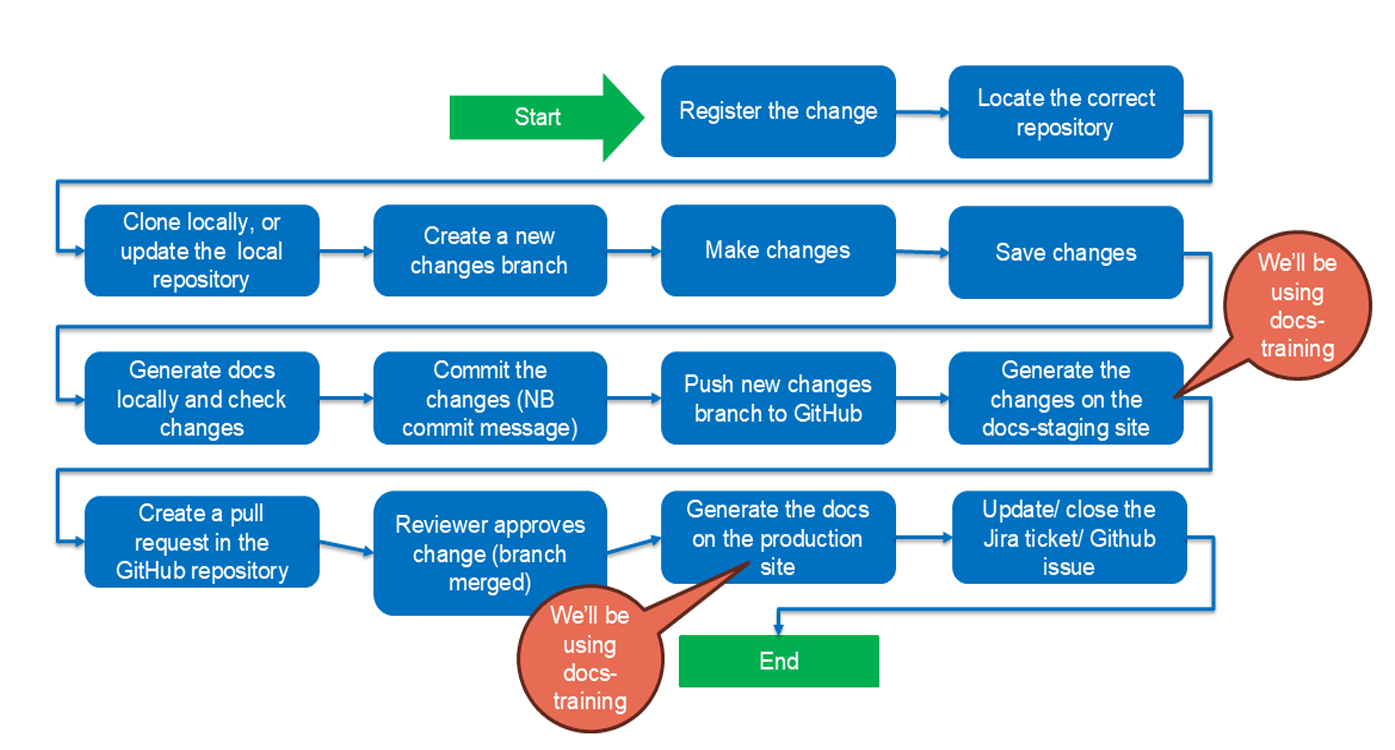 Start
Register the change
Locate the correct
repository
Clone locally, or
update the  local
repository
Create a new
changes branch
Make changes
Save changes
We'll be
using
docs-
training
Generate docs
locally and check
changes
Commit the
changes (NB
commit message)
Push new changes
branch to GitHub
Generate the
changes on the
docs-staging site
Create a pull
request in the
GitHub repository
Reviewer approves
change (branch
merged)
Generate the docs
on the production
site
Update/ close the
Jira ticket/ Github
issue
We'll be
using
docs-
training
End